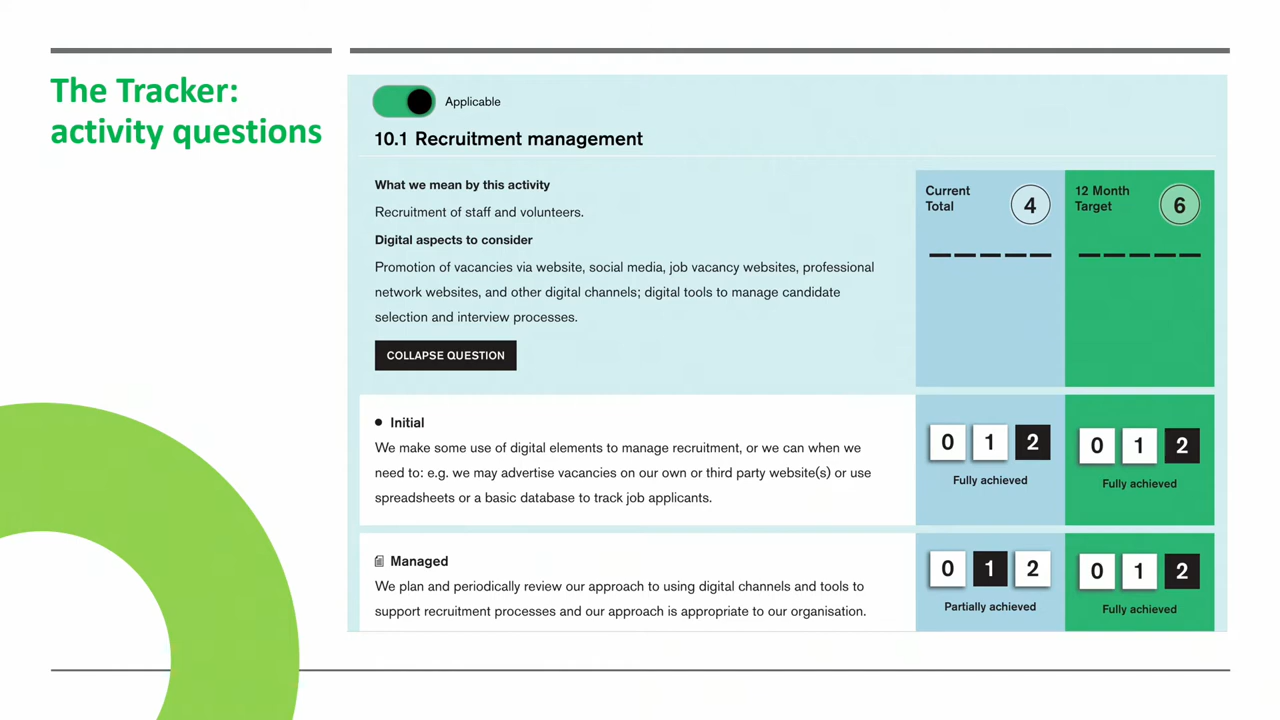 The Tracker:
activity questions
Applicable
10.1 Recruitment management
What we mean by this activity
Recruitment of staff and volunteers.
Digital aspects to consider
Promotion of vacancies via website, social media, job vacancy websites, professional
network websites, and other digital channels; digital tools to manage candidate
selection and interview processes.
COLLAPSE QUESTION
Current
Total
4
12 Month
Target
6
Initial
We make some use of digital elements to manage recruitment, or we can when we
need to: e.g. we may advertise vacancies on our own or third party website(s) or use
spreadsheets or a basic database to track job applicants.
0 1 2
Fully achieved
0 1 2
Fully achieved
Managed
We plan and periodically review our approach to using digital channels and tools to
support recruitment processes and our approach is appropriate to our organisation.
0 1 2
Partially achieved
0 1 2
Fully achieved